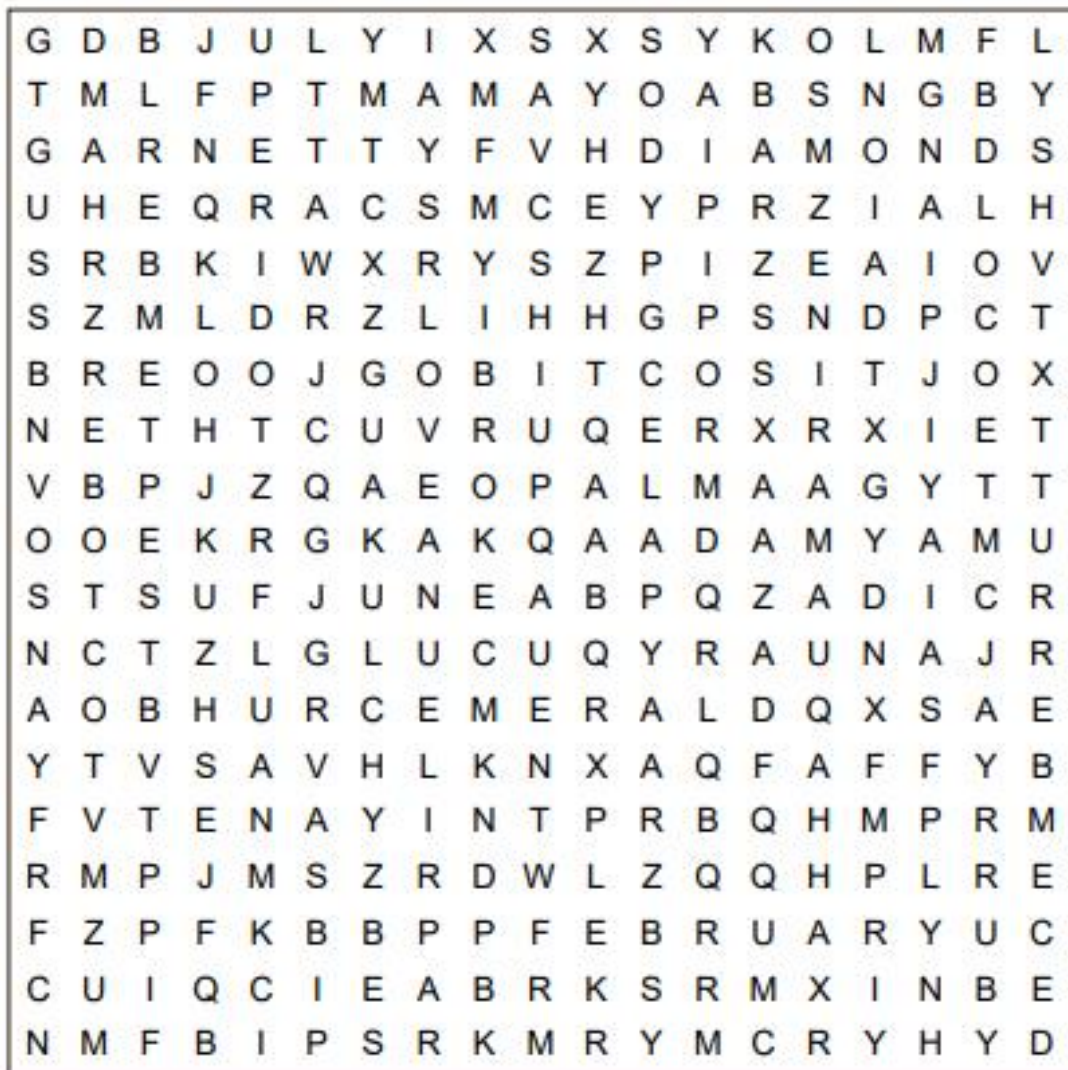 G D B J U L Y I X S X S Y K O L M F L
T M L F P T M A M A Y O A B S N G B Y
G A R N E T T Y F V H D I A M O N D S
U H E Q R A C S M C E Y P R Z I A L H
S R B K I W X R Y S Z P I Z E A I O V
S Z M L D R Z L I H H G P S N D P C T
B R E O O J G O B I T C O S I T J O X
N E T H T C U V R U Q E R X R X I E T
V B P J Z Q A E O P A L M A A G Y T T
O O E K R G K A K Q A A D A M Y A M U
S T S U F J U N E A B P Q Z A D I C R
N C T Z L G L U C U Q Y R A U N A J R
A O B H U R C E M E R A L D Q X S A E
Y T V S A V H L K N X A Q F A F F Y B
F V T E N A Y I N T P R B Q H M P R M
R M P J M S Z R D W L Z Q Q H P L R E
F Z P F K B B P P F E B R U A R Y U C
C U I Q C I E A B R K S R M X I N B E
N M F B I P S R K M R Y M C R Y H Y D